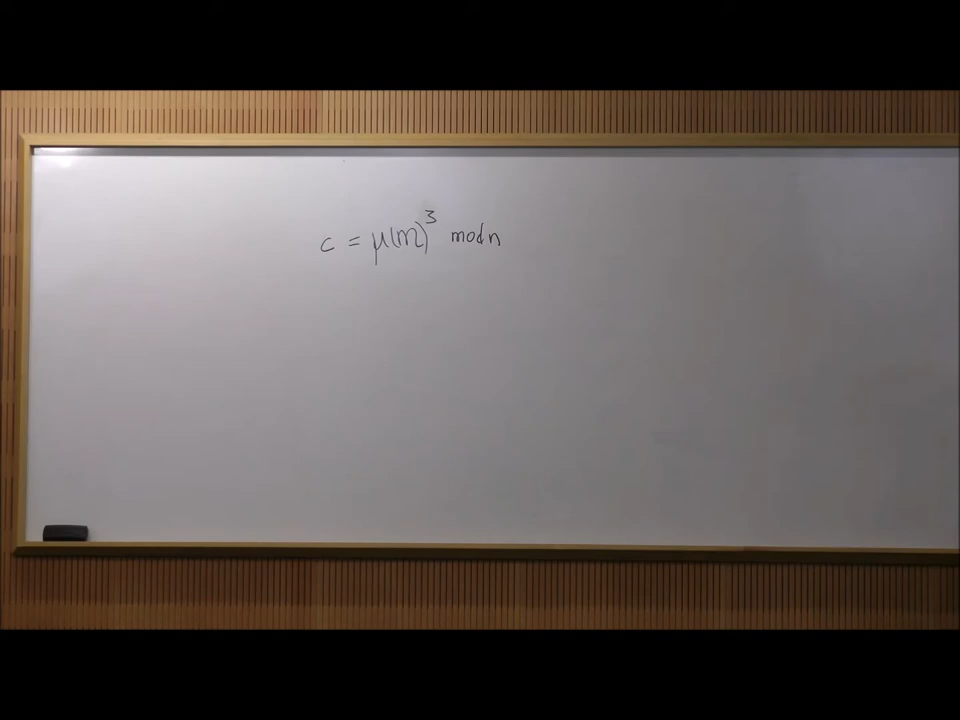 c = μ(m)³ mod n